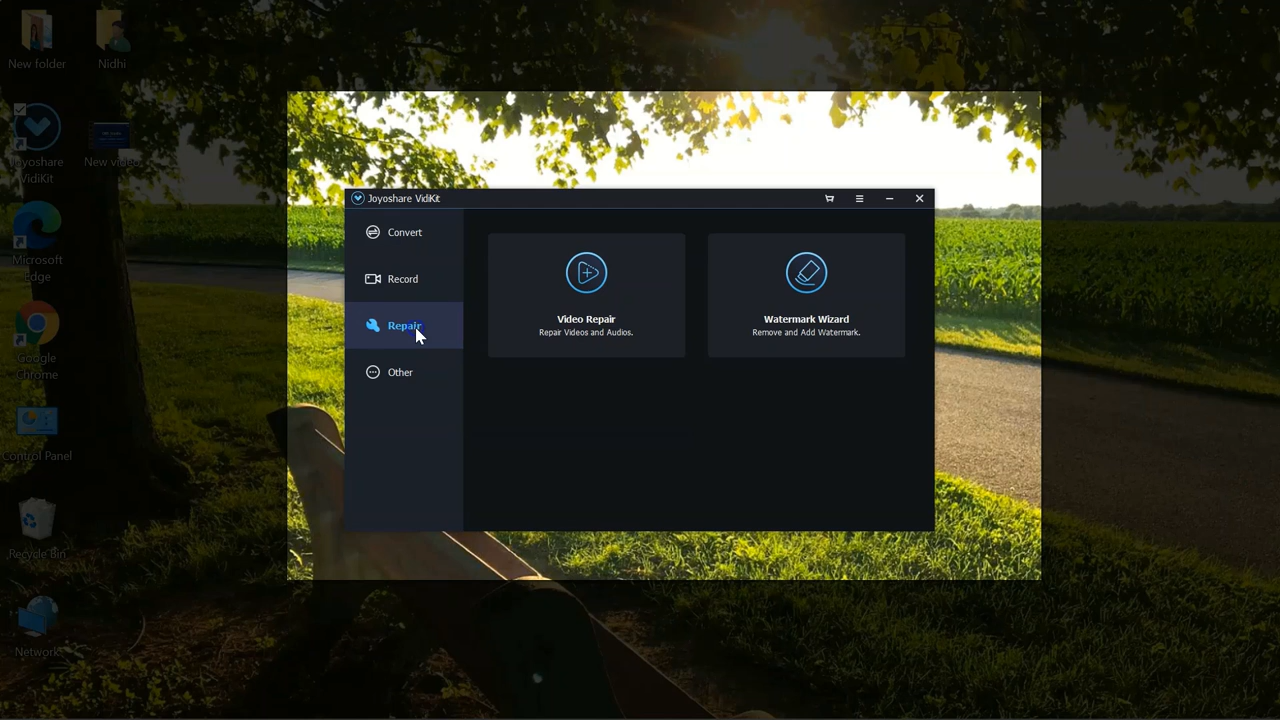 New folder
Nidhi
Joyoshare
VidiKit
New video
Microsoft
Edge
Google
Chrome
Control Panel
Recycle Bin
Network
Joyoshare VidiKit
Convert
Record
Repair
Other
Video Repair
Repair Videos and Audios.
Watermark Wizard
Remove and Add Watermark.